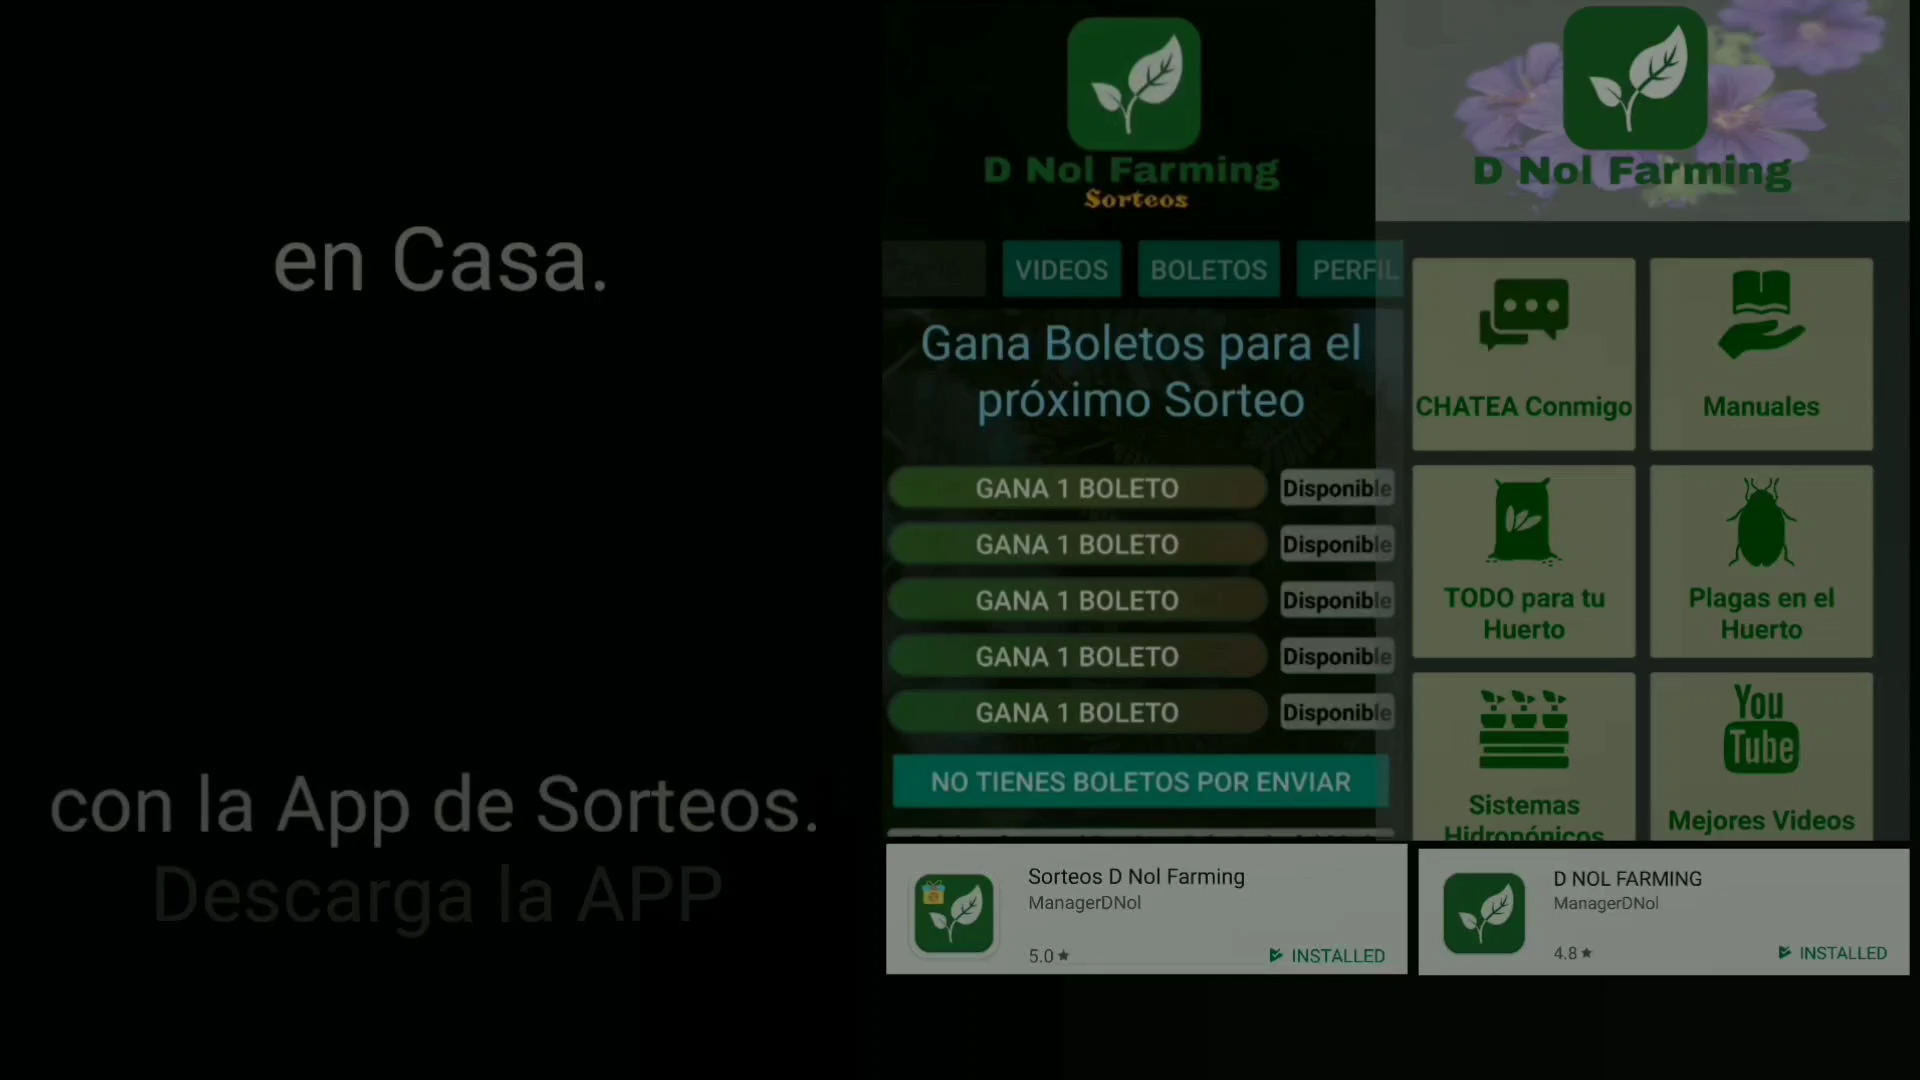 en Casa.
con la App de Sorteos.
Descarga la APP
D Nol Farming
Sorteos
VIDEOS
BOLETOS
PERFIL
Gana Boletos para el
próximo Sorteo
GANA 1 BOLETO
Disponible
GANA 1 BOLETO
Disponible
GANA 1 BOLETO
Disponible
GANA 1 BOLETO
Disponible
GANA 1 BOLETO
Disponible
NO TIENES BOLETOS POR ENVIAR
Sorteos D Nol Farming
ManagerDNol
5.0★
INSTALLED
D Nol Farming
CHATEA Conmigo
Manuales
TODO para tu
Huerto
Plagas en el
Huerto
Sistemas
Hidropónicos
You
Tube
Mejores Videos
D NOL FARMING
ManagerDNol
4.8★
INSTALLED